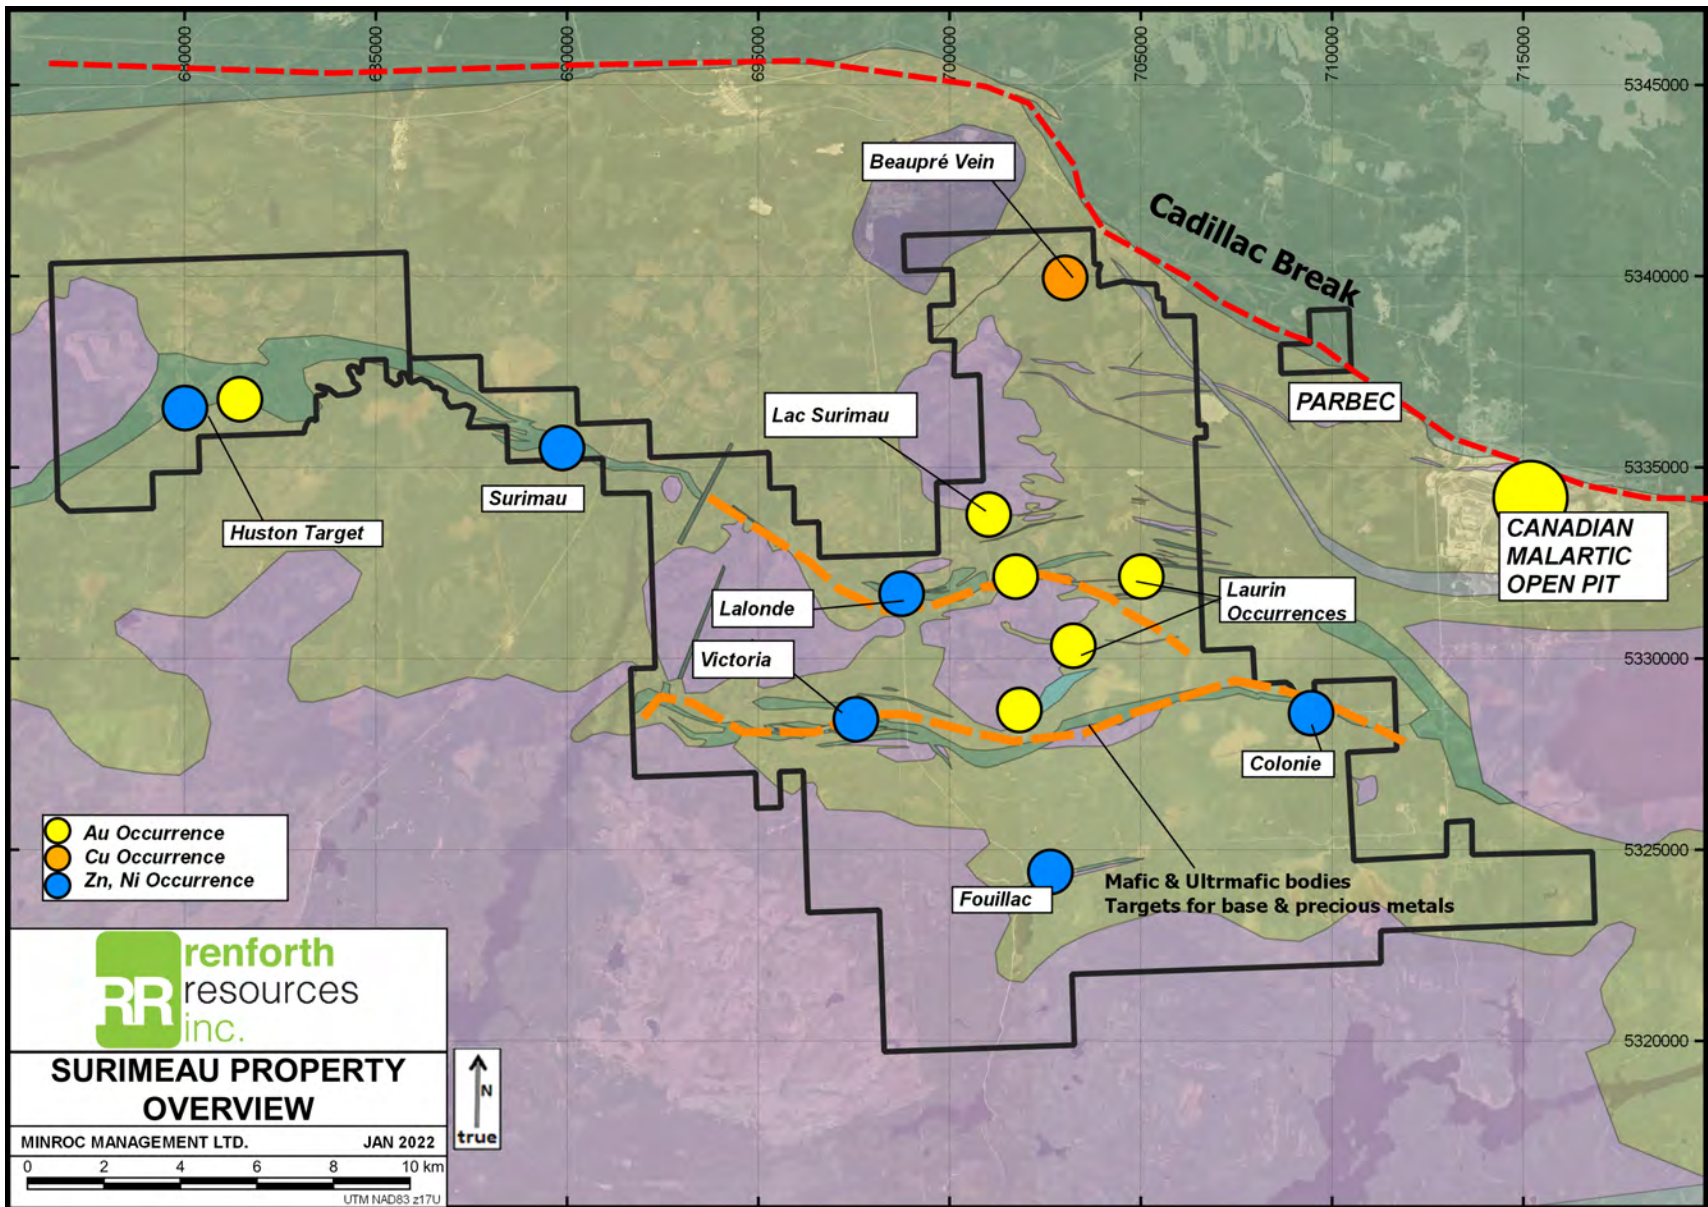 680000
685000
690000
695000
700000
705000
710000
715000
5345000
5340000
5335000
5330000
5325000
5320000
Beaupré Vein
Cadillac Break
PARBEC
Lac Surimau
Surimau
Huston Target
CANADIAN
MALARTIC
OPEN PIT
Lalonde
Laurin
Occurrences
Victoria
Colonie
Fouillac
Mafic & Ultrmafic bodies
Targets for base & precious metals
Au Occurrence
Cu Occurrence
Zn, Ni Occurrence
RR
renforth
resources
inc.
SURIMEAU PROPERTY
OVERVIEW
MINROC MANAGEMENT LTD. JAN 2022
0 2 4 6 8 10 km
UTM NAD83 z17U
N
true